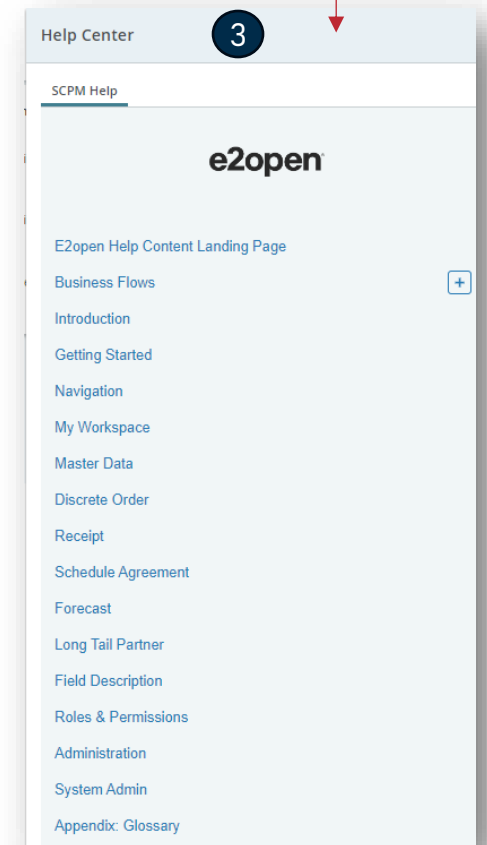 Help Center
3
SCPM Help
e2open
E2open Help Content Landing Page
Business Flows
+
Introduction
Getting Started
Navigation
My Workspace
Master Data
Discrete Order
Receipt
Schedule Agreement
Forecast
Long Tail Partner
Field Description
Roles & Permissions
Administration
System Admin
Appendix: Glossary